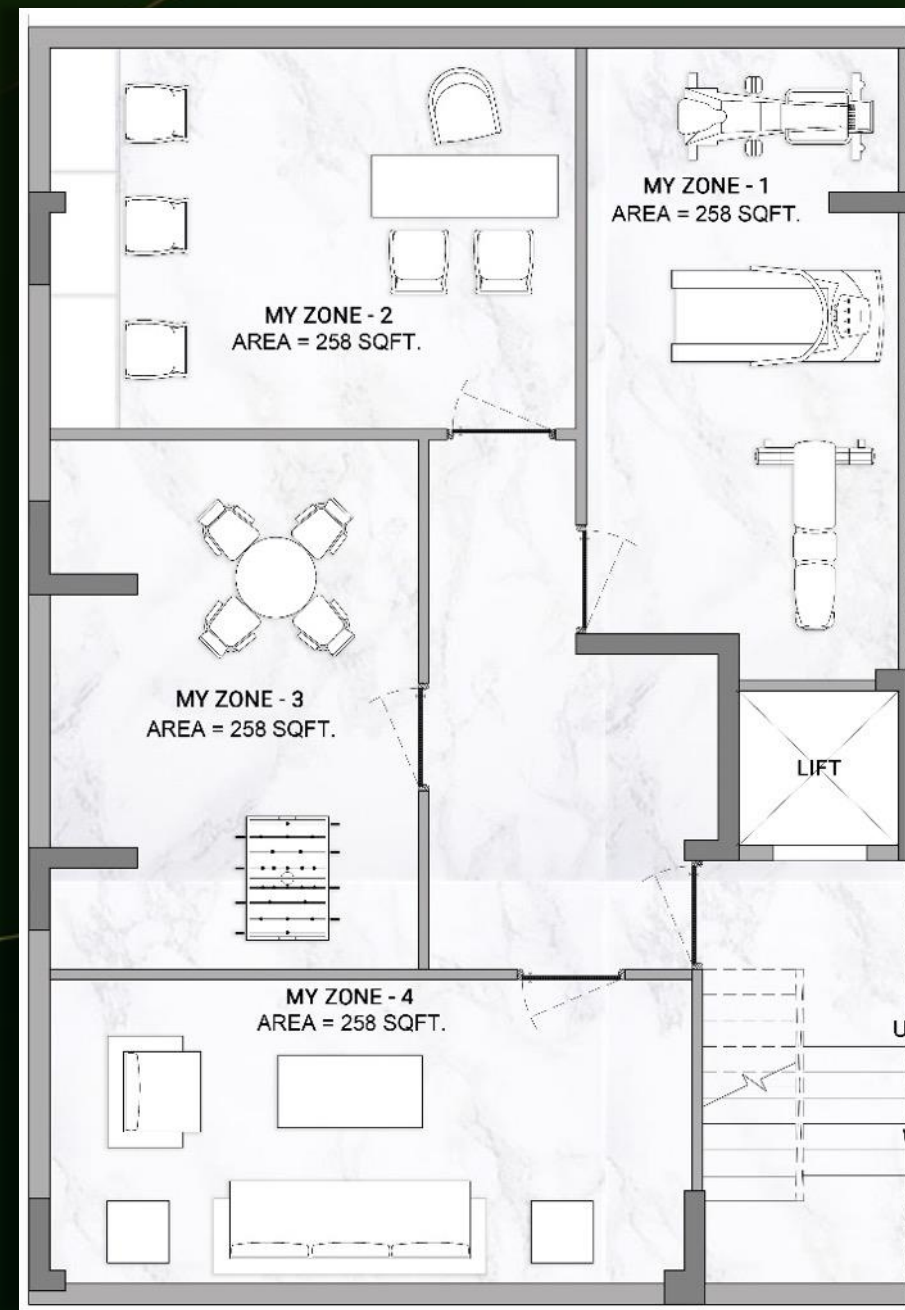 MY ZONE - 1
AREA = 258 SQFT.
MY ZONE - 2
AREA = 258 SQFT.
MY ZONE - 3
AREA = 258 SQFT.
LIFT
MY ZONE - 4
AREA = 258 SQFT.